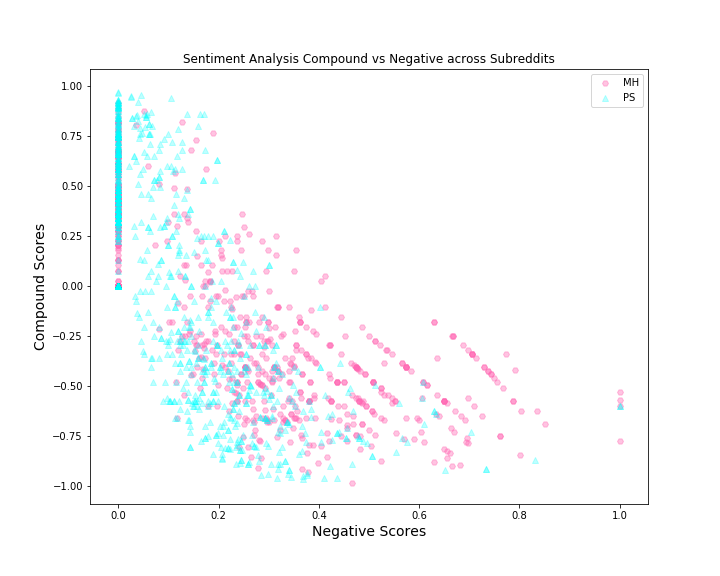 Sentiment Analysis Compound vs Negative across Subreddits
MH
PS
1.00
0.75
0.50
0.25
0.00
−0.25
−0.50
−0.75
−1.00
Compound Scores
0.0 0.2 0.4 0.6 0.8 1.0
Negative Scores